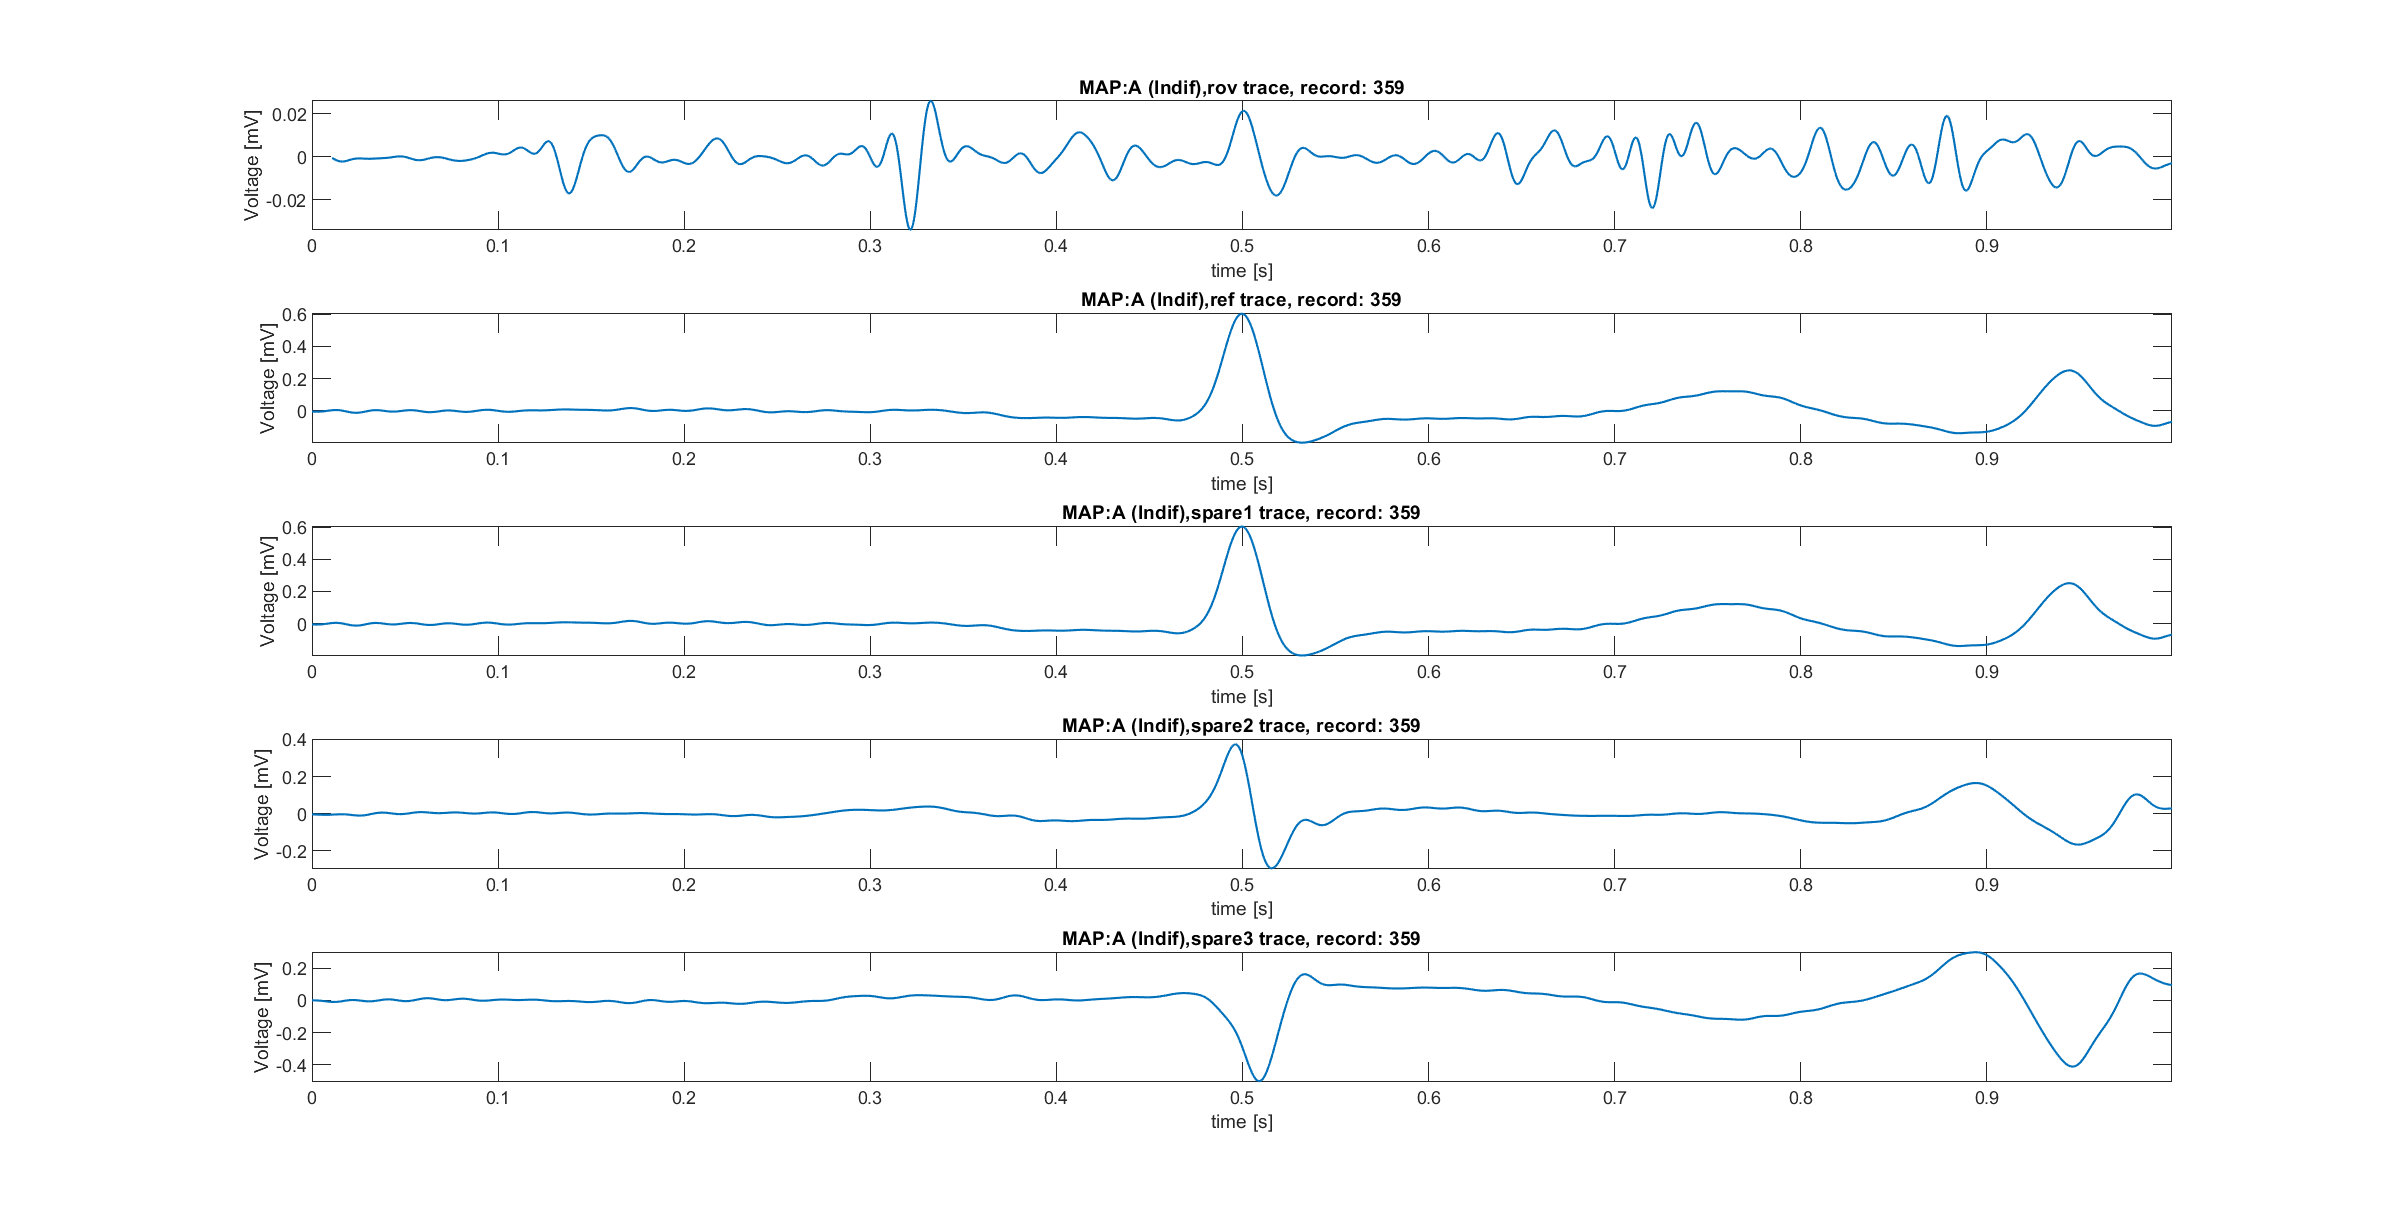 MAP:A (Indif),rov trace, record: 359
Voltage [mV]
0.02
0
-0.02
0 0.1 0.2 0.3 0.4 0.5 0.6 0.7 0.8 0.9
time [s]
MAP:A (Indif),ref trace, record: 359
Voltage [mV]
0.6
0.4
0.2
0
0 0.1 0.2 0.3 0.4 0.5 0.6 0.7 0.8 0.9
time [s]
MAP:A (Indif),spare1 trace, record: 359
Voltage [mV]
0.6
0.4
0.2
0
0 0.1 0.2 0.3 0.4 0.5 0.6 0.7 0.8 0.9
time [s]
MAP:A (Indif),spare2 trace, record: 359
Voltage [mV]
0.4
0.2
0
-0.2
0 0.1 0.2 0.3 0.4 0.5 0.6 0.7 0.8 0.9
time [s]
MAP:A (Indif),spare3 trace, record: 359
Voltage [mV]
0.2
0
-0.2
-0.4
0 0.1 0.2 0.3 0.4 0.5 0.6 0.7 0.8 0.9
time [s]